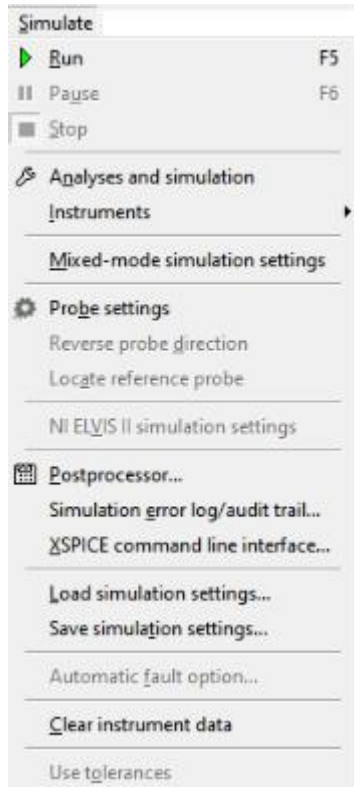 Simulate
Run F5
Pause F6
Stop
Analyses and simulation
Instruments
Mixed-mode simulation settings
Probe settings
Reverse probe direction
Locate reference probe
NI ELVIS II simulation settings
Postprocessor...
Simulation error log/audit trail...
XSPICE command line interface...
Load simulation settings...
Save simulation settings...
Automatic fault option...
Clear instrument data
Use tolerances